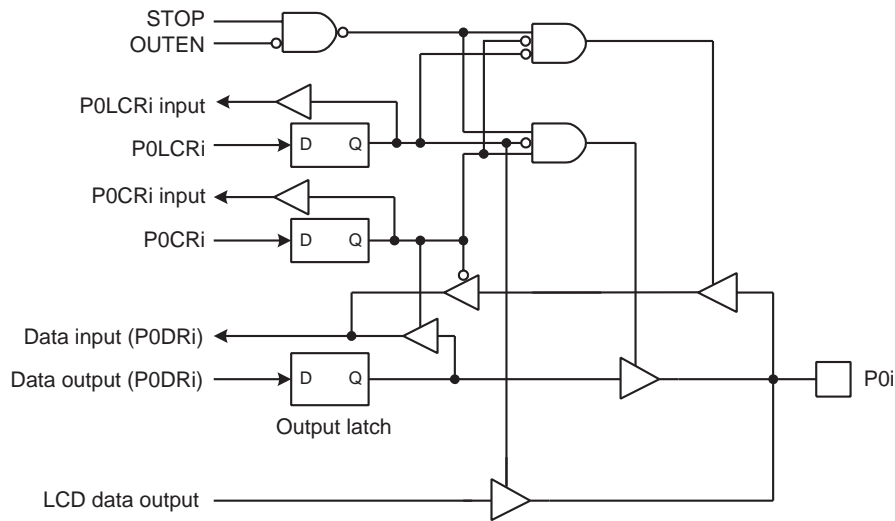 STOP
OUTEN
P0LCRi input
P0LCRi
D Q
P0CRi input
P0CRi
D Q
Data input (P0DRi)
Data output (P0DRi)
D Q
P0i
Output latch
LCD data output